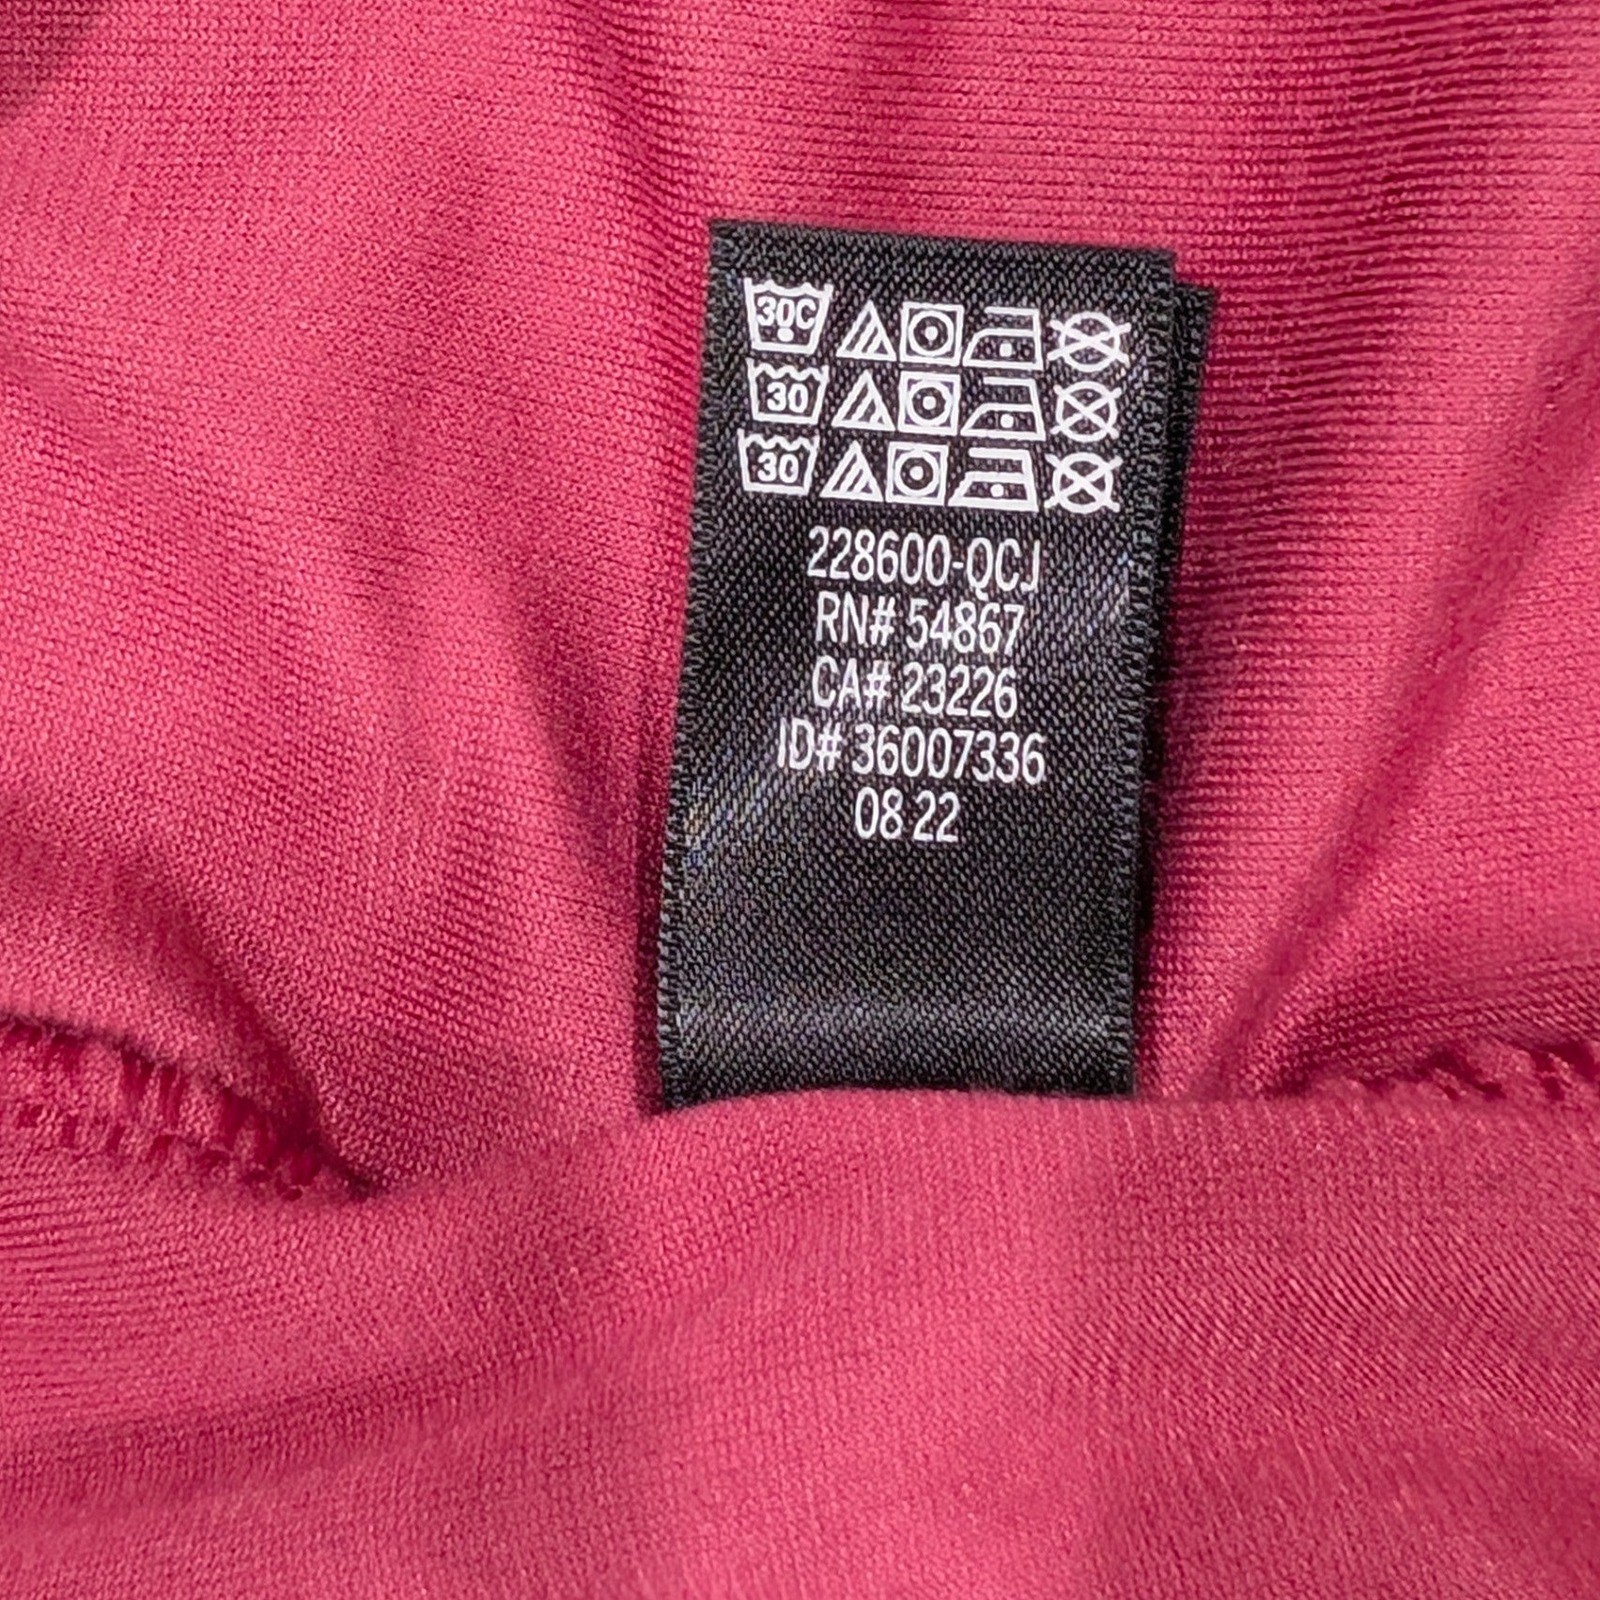 30C
30
30
228600-QCJ
RN# 54867
CA# 23226
ID# 36007336
08 22